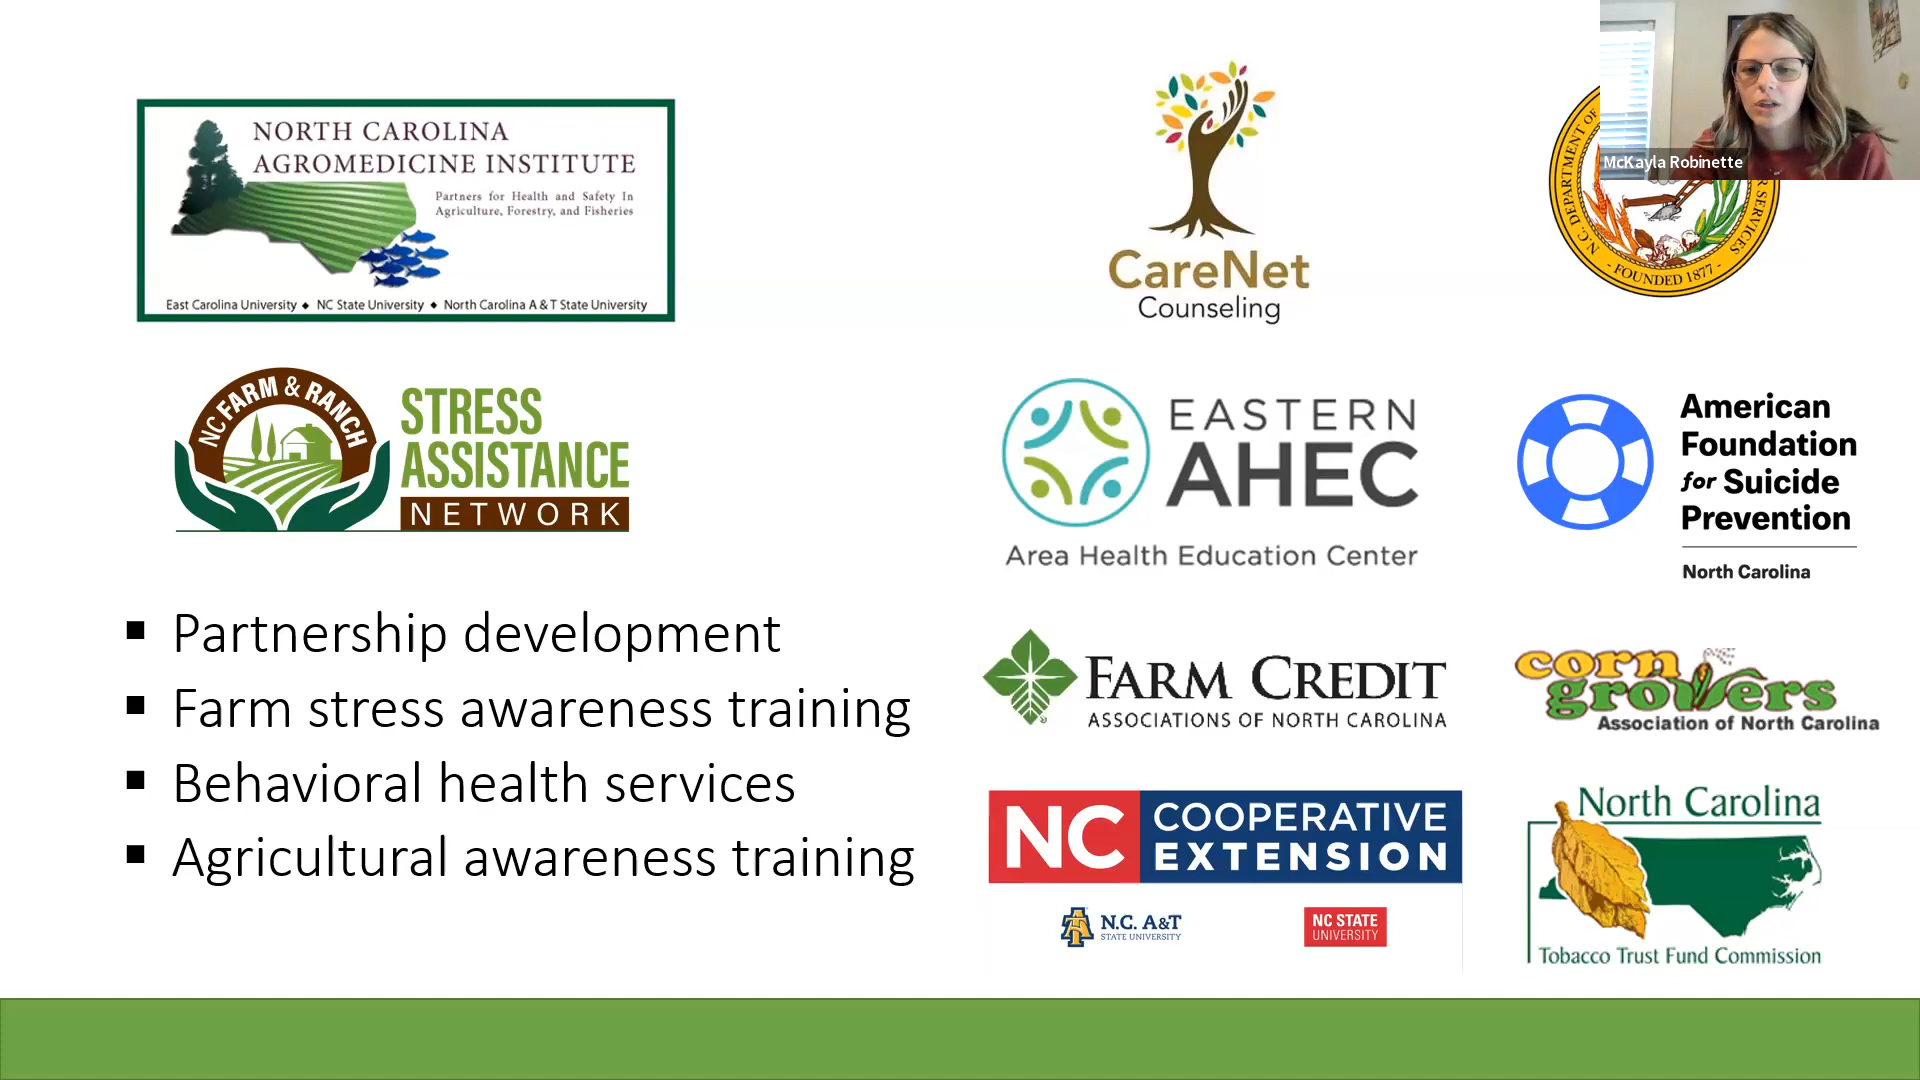 NORTH CAROLINA
AGROMEDICINE INSTITUTE
Partners for Health and Safety In
Agriculture, Forestry, and Fisheries
East Carolina University ◆ NC State University ◆ North Carolina A & T State University
NC FARM & RANCH
STRESS
ASSISTANCE
NETWORK
▪ Partnership development
▪ Farm stress awareness training
▪ Behavioral health services
▪ Agricultural awareness training
CareNet
Counseling
N.C. DEPARTMENT OF
SERVICES
- FOUNDED 1877 -
McKayla Robinette
EASTERN
AHEC
Area Health Education Center
American
Foundation
for Suicide
Prevention
North Carolina
FARM CREDIT
ASSOCIATIONS OF NORTH CAROLINA
corn
growers
Association of North Carolina
NC COOPERATIVE
EXTENSION
N.C. A&T
STATE UNIVERSITY
NC STATE
UNIVERSITY
North Carolina
Tobacco Trust Fund Commission